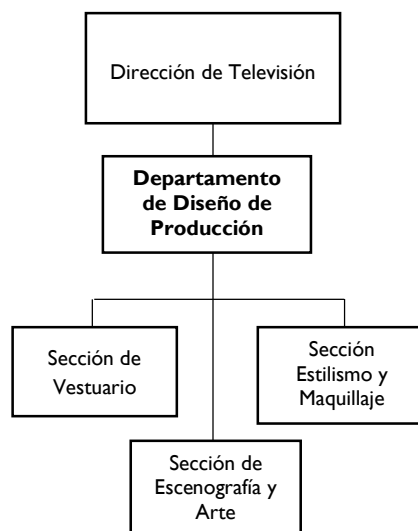 Dirección de Televisión
Departamento
de Diseño de
Producción
Sección de
Vestuario
Sección
Estilismo y
Maquillaje
Sección de
Escenografía y
Arte